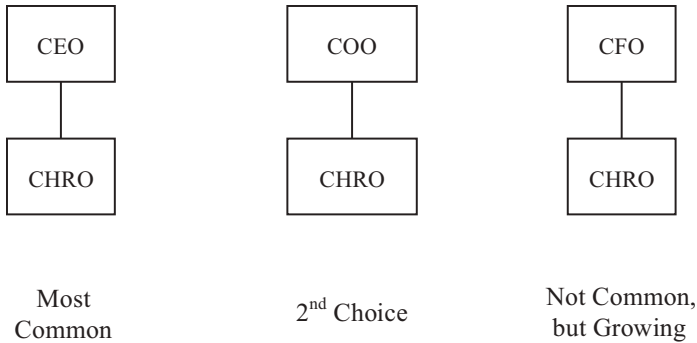 CEO
COO
CFO
CHRO
CHRO
CHRO
Most
Common
2nd Choice
Not Common,
but Growing